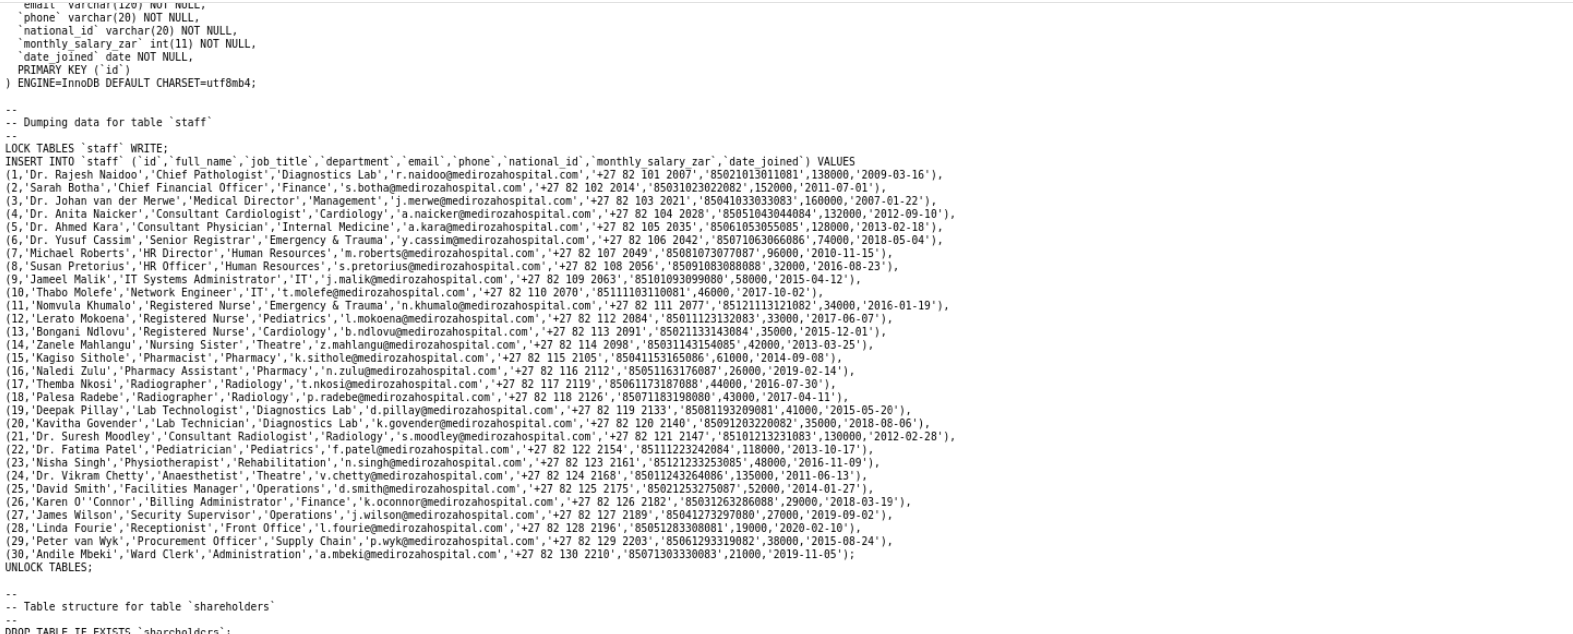 `email` varchar(120) NOT NULL,
`phone` varchar(20) NOT NULL,
`national_id` varchar(20) NOT NULL,
`monthly_salary_zar` int(11) NOT NULL,
`date_joined` date NOT NULL,
PRIMARY KEY (`id`)
) ENGINE=InnoDB DEFAULT CHARSET=utf8mb4;
--
-- Dumping data for table `staff`
--
LOCK TABLES `staff` WRITE;
INSERT INTO `staff` (`id`,`full_name`,`job_title`,`department`,`email`,`phone`,`national_id`,`monthly_salary_zar`,`date_joined`) VALUES
(1,'Dr. Rajesh Naidoo','Chief Pathologist','Diagnostics Lab','r.naidoo@medirozahospital.com','+27 82 101 2007','85021013011081',138000,'2009-03-16'),
(2,'Sarah Botha','Chief Financial Officer','Finance','s.botha@medirozahospital.com','+27 82 102 2014','85031023022082',152000,'2011-07-01'),
(3,'Dr. Johan van der Merwe','Medical Director','Management','j.merwe@medirozahospital.com','+27 82 103 2021','85041033033083',160000,'2007-01-22'),
(4,'Dr. Anita Naicker','Consultant Cardiologist','Cardiology','a.naicker@medirozahospital.com','+27 82 104 2028','85051043044084',132000,'2012-09-10'),
(5,'Dr. Ahmed Kara','Consultant Physician','Internal Medicine','a.kara@medirozahospital.com','+27 82 105 2035','85061053055085',128000,'2013-02-18'),
(6,'Dr. Yusuf Cassim','Senior Registrar','Emergency & Trauma','y.cassim@medirozahospital.com','+27 82 106 2042','85071063066086',74000,'2018-05-04'),
(7,'Michael Roberts','HR Director','Human Resources','m.roberts@medirozahospital.com','+27 82 107 2049','85081073077087',96000,'2010-11-15'),
(8,'Susan Pretorius','HR Officer','Human Resources','s.pretorius@medirozahospital.com','+27 82 108 2056','85091083088088',32000,'2016-08-23'),
(9,'Jameel Malik','IT Systems Administrator','IT','j.malik@medirozahospital.com','+27 82 109 2063','85101093099080',58000,'2015-04-12'),
(10,'Thabo Molefe','Network Engineer','IT','t.molefe@medirozahospital.com','+27 82 110 2070','85111103110081',46000,'2017-10-02'),
(11,'Nomvula Khumalo','Registered Nurse','Emergency & Trauma','n.khumalo@medirozahospital.com','+27 82 111 2077','85121113121082',34000,'2016-01-19'),
(12,'Lerato Mokoena','Registered Nurse','Pediatrics','l.mokoena@medirozahospital.com','+27 82 112 2084','85011123132083',33000,'2017-06-07'),
(13,'Bongani Ndlovu','Registered Nurse','Cardiology','b.ndlovu@medirozahospital.com','+27 82 113 2091','85021133143084',35000,'2015-12-01'),
(14,'Zanele Mahlangu','Nursing Sister','Theatre','z.mahlangu@medirozahospital.com','+27 82 114 2098','85031143154085',42000,'2013-03-25'),
(15,'Kagiso Sithole','Pharmacist','Pharmacy','k.sithole@medirozahospital.com','+27 82 115 2105','85041153165086',61000,'2014-09-08'),
(16,'Naledi Zulu','Pharmacy Assistant','Pharmacy','n.zulu@medirozahospital.com','+27 82 116 2112','85051163176087',26000,'2019-02-14'),
(17,'Themba Nkosi','Radiographer','Radiology','t.nkosi@medirozahospital.com','+27 82 117 2119','85061173187088',44000,'2016-07-30'),
(18,'Palesa Radebe','Radiographer','Radiology','p.radebe@medirozahospital.com','+27 82 118 2126','85071183198080',43000,'2017-04-11'),
(19,'Deepak Pillay','Lab Technologist','Diagnostics Lab','d.pillay@medirozahospital.com','+27 82 119 2133','85081193209081',41000,'2015-05-20'),
(20,'Kavitha Govender','Lab Technician','Diagnostics Lab','k.govender@medirozahospital.com','+27 82 120 2140','85091203220082',35000,'2018-08-06'),
(21,'Dr. Suresh Moodley','Consultant Radiologist','Radiology','s.moodley@medirozahospital.com','+27 82 121 2147','85101213231083',130000,'2012-02-28'),
(22,'Dr. Fatima Patel','Pediatrician','Pediatrics','f.patel@medirozahospital.com','+27 82 122 2154','85111223242084',118000,'2013-10-17'),
(23,'Nisha Singh','Physiotherapist','Rehabilitation','n.singh@medirozahospital.com','+27 82 123 2161','85121233253085',48000,'2016-11-09'),
(24,'Dr. Vikram Chetty','Anaesthetist','Theatre','v.chetty@medirozahospital.com','+27 82 124 2168','85011243264086',135000,'2011-06-13'),
(25,'David Smith','Facilities Manager','Operations','d.smith@medirozahospital.com','+27 82 125 2175','85021253275087',52000,'2014-01-27'),
(26,'Karen O''Connor','Billing Administrator','Finance','k.oconnor@medirozahospital.com','+27 82 126 2182','85031263286088',29000,'2018-03-19'),
(27,'James Wilson','Security Supervisor','Operations','j.wilson@medirozahospital.com','+27 82 127 2189','85041273297080',27000,'2019-09-02'),
(28,'Linda Fourie','Receptionist','Front Office','l.fourie@medirozahospital.com','+27 82 128 2196','85051283308081',19000,'2020-02-10'),
(29,'Peter van Wyk','Procurement Officer','Supply Chain','p.wyk@medirozahospital.com','+27 82 129 2203','85061293319082',38000,'2015-08-24'),
(30,'Andile Mbeki','Ward Clerk','Administration','a.mbeki@medirozahospital.com','+27 82 130 2210','85071303330083',21000,'2019-11-05');
UNLOCK TABLES;
--
-- Table structure for table `shareholders`
--
DROP TABLE IF EXISTS `shareholders`;